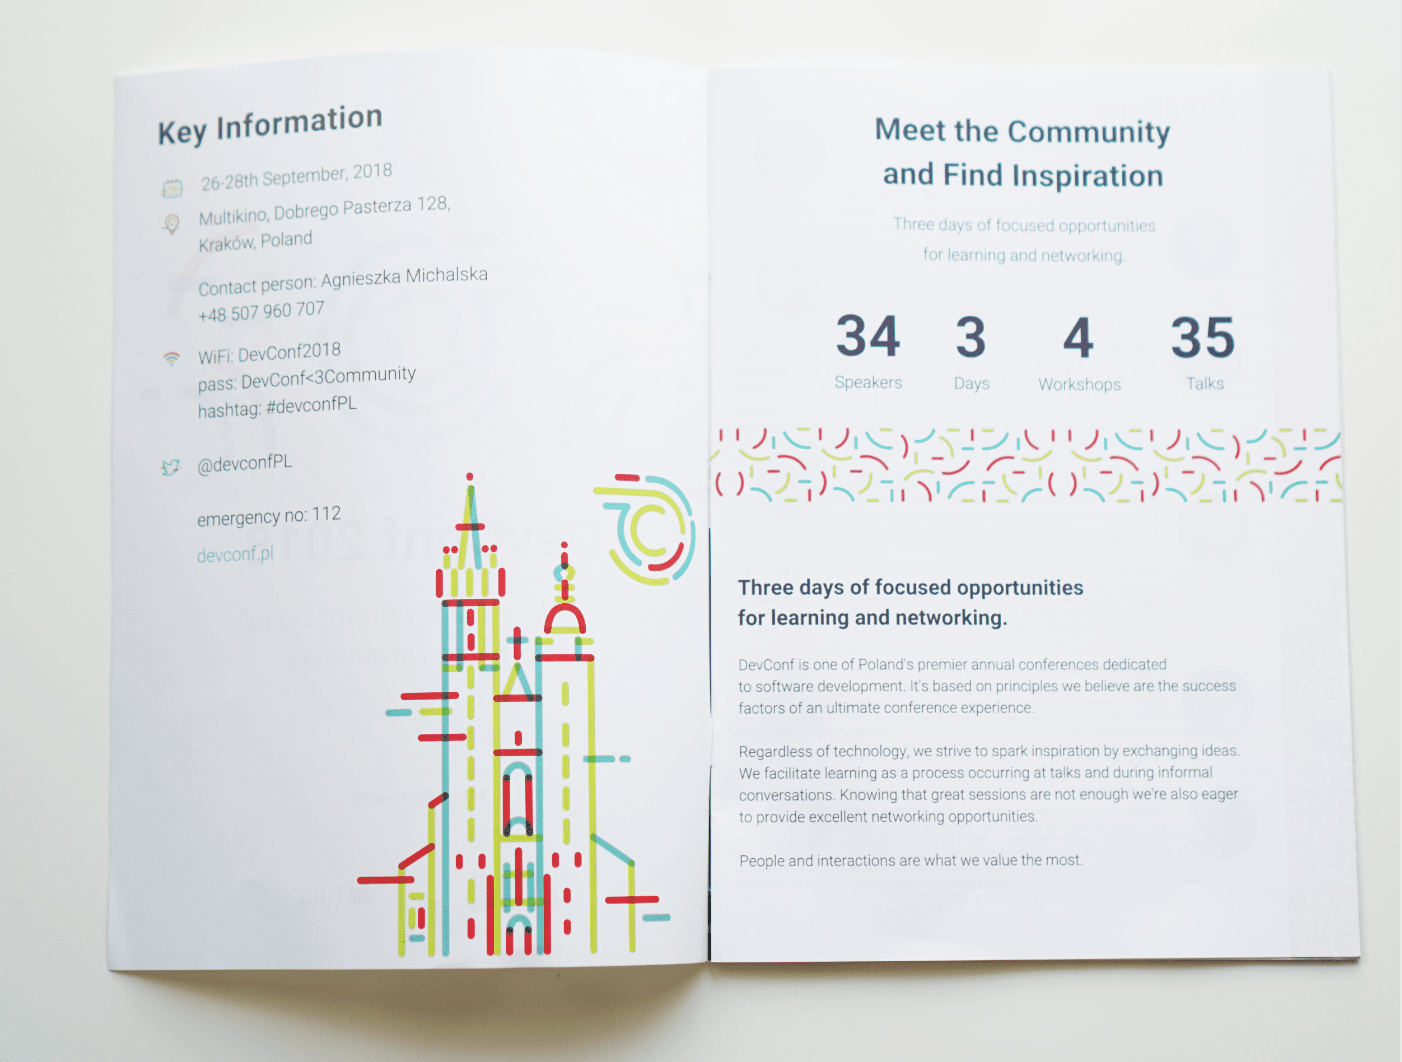 Key Information
26-28th September, 2018
Multikino, Dobrego Pasterza 128,
Kraków, Poland
Contact person: Agnieszka Michalska
+48 507 960 707
WiFi: DevConf2018
pass: DevConf<3Community
hashtag: #devconfPL
@devconfPL
emergency no: 112
devconf.pl
Meet the Community
and Find Inspiration
Three days of focused opportunities
for learning and networking.
34 3 4 35
Speakers Days Workshops Talks
Three days of focused opportunities
for learning and networking.
DevConf is one of Poland's premier annual conferences dedicated
to software development. It's based on principles we believe are the success
factors of an ultimate conference experience.
Regardless of technology, we strive to spark inspiration by exchanging ideas.
We facilitate learning as a process occurring at talks and during informal
conversations. Knowing that great sessions are not enough we're also eager
to provide excellent networking opportunities.
People and interactions are what we value the most.